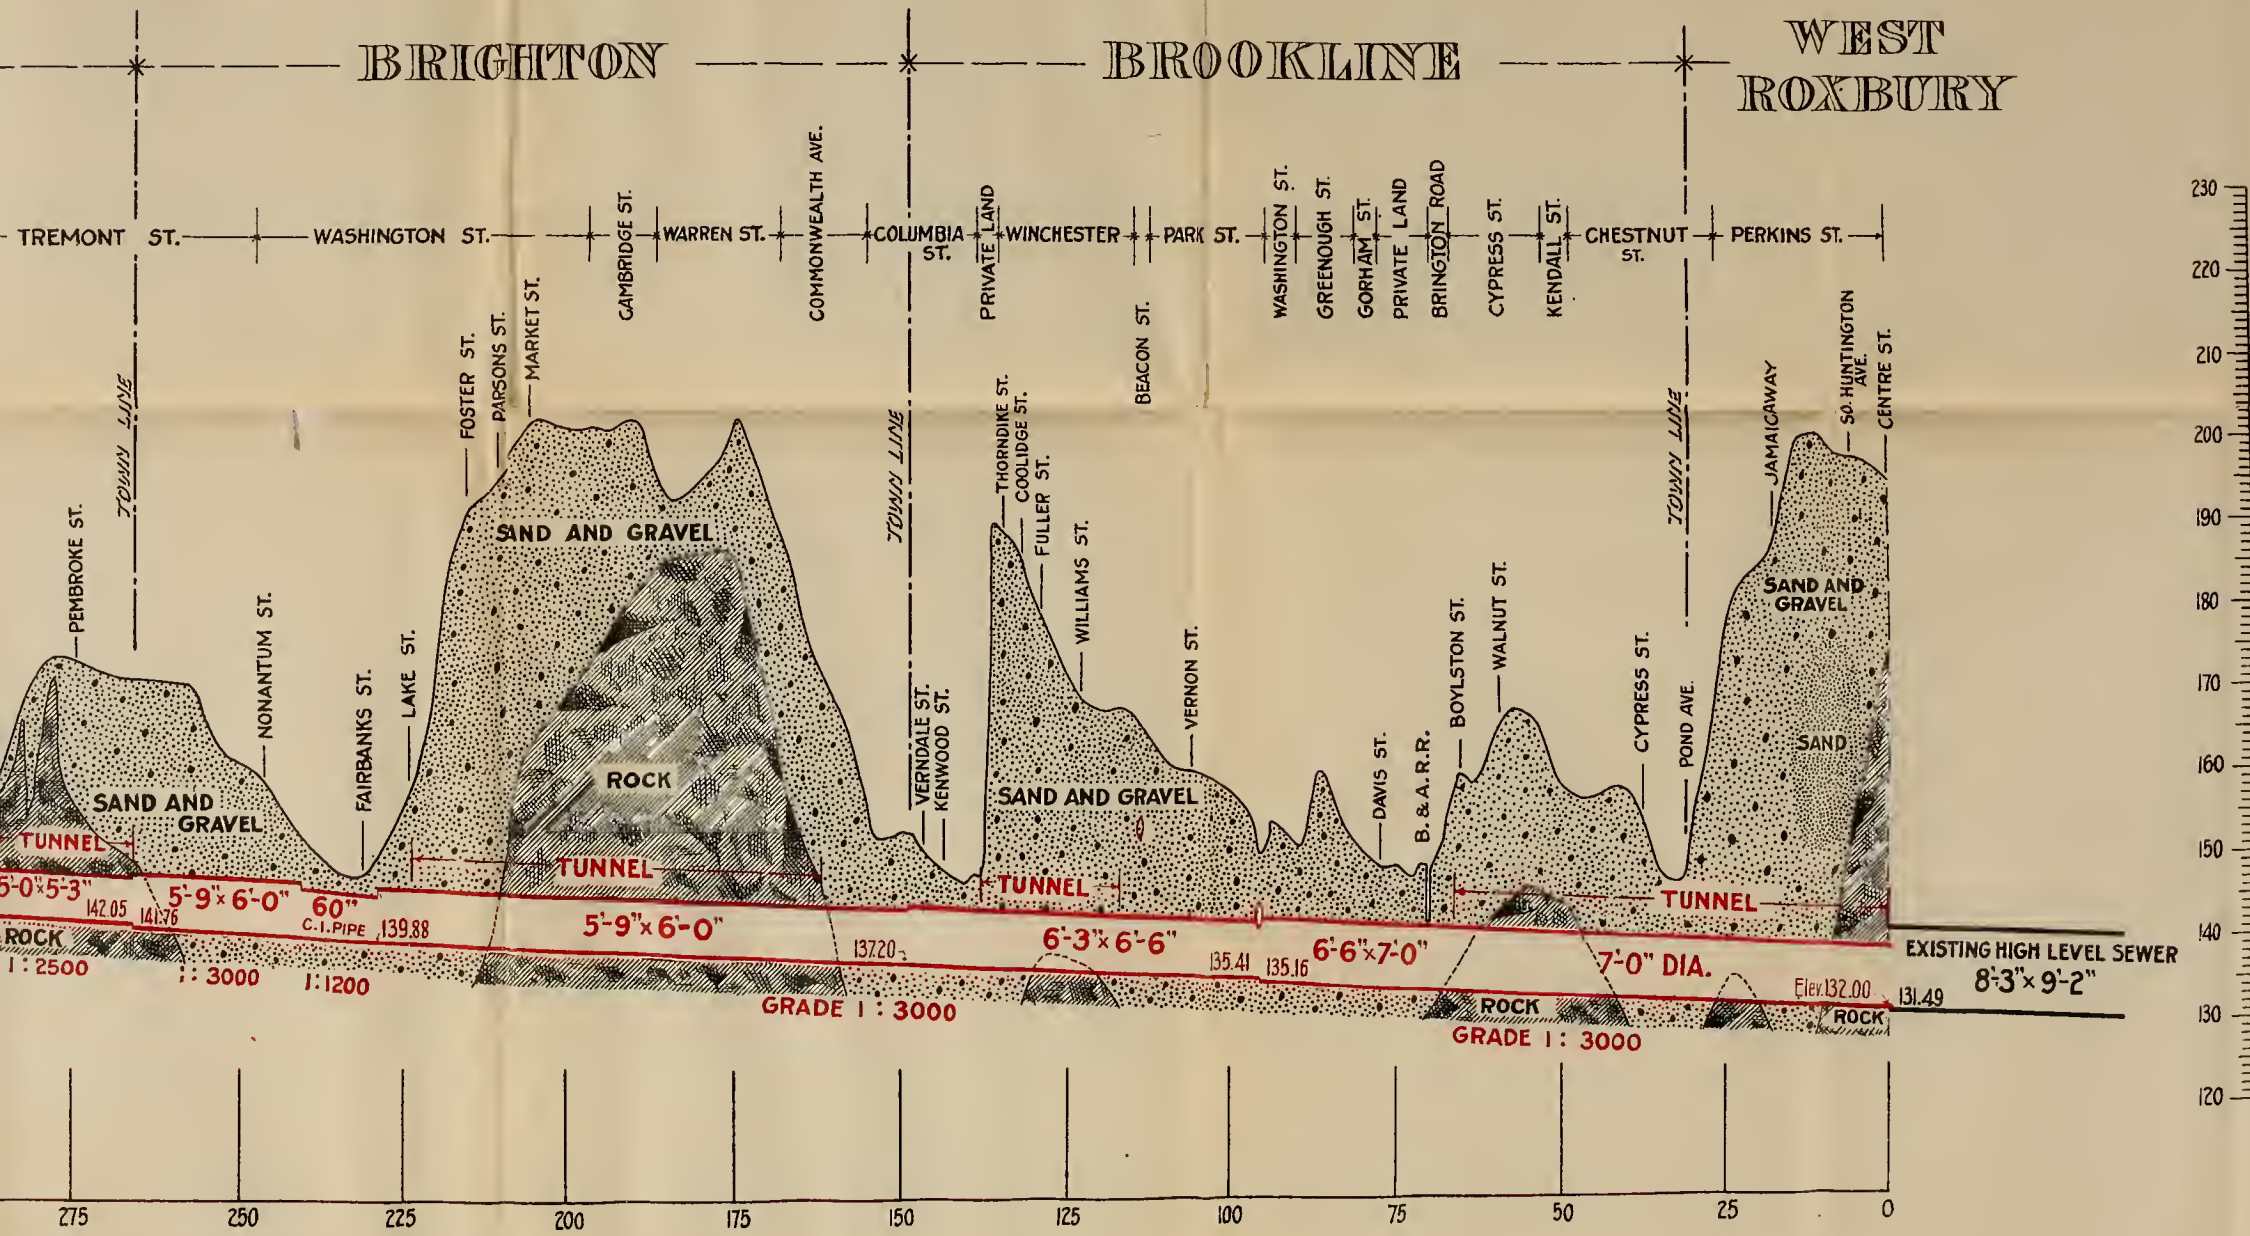 BRIGHTON
BROOKLINE
WEST
ROXBURY
TREMONT ST.
WASHINGTON ST.
CAMBRIDGE ST.
WARREN ST.
COMMONWEALTH AVE.
COLUMBIA
ST.
PRIVATE LAND
WINCHESTER
PARK ST.
WASHINGTON ST.
GREENOUGH ST.
GORHAM ST.
PRIVATE LAND
BRINGTON ROAD
CYPRESS ST.
KENDALL ST.
CHESTNUT
ST.
PERKINS ST.
TOWN LINE
TOWN LINE
TOWN LINE
PEMBROKE ST.
NONANTUM ST.
FAIRBANKS ST.
LAKE ST.
FOSTER ST.
PARSONS ST.
MARKET ST.
VERNDALE ST.
KENWOOD ST.
THORNDIKE ST.
COOLIDGE ST.
FULLER ST.
WILLIAMS ST.
BEACON ST.
VERNON ST.
DAVIS ST.
B. & A. R.R.
BOYLSTON ST.
WALNUT ST.
CYPRESS ST.
POND AVE.
JAMAICAWAY
SO. HUNTINGTON
AVE.
CENTRE ST.
SAND AND GRAVEL
ROCK
SAND AND
GRAVEL
SAND AND GRAVEL
SAND AND
GRAVEL
SAND
TUNNEL
TUNNEL
TUNNEL
TUNNEL
5'-0"x5-3"
142.05
141.76
5'-9"x 6'-0"
60"
C.I. PIPE
139.88
5'-9"x 6'-0"
137.20
6'-3"x 6'-6"
135.41
135.16
6'-6"x7'-0"
7'-0" DIA.
Elev.132.00
131.49
EXISTING HIGH LEVEL SEWER
8'-3"x 9'-2"
ROCK
1:2500
1:3000
1:1200
GRADE 1 : 3000
ROCK
GRADE 1 : 3000
ROCK
230
220
210
200
190
180
170
160
150
140
130
120
275
250
225
200
175
150
125
100
75
50
25
0